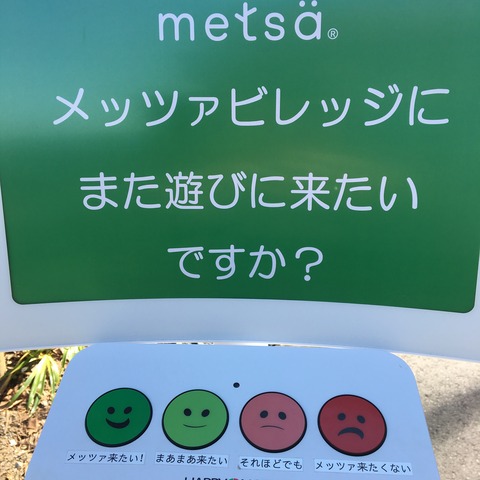 metsä®
メッツァビレッジに
また遊びに来たい
ですか？
メッツァ来たい！ まあまあ来たい それほどでも メッツァ来たくない